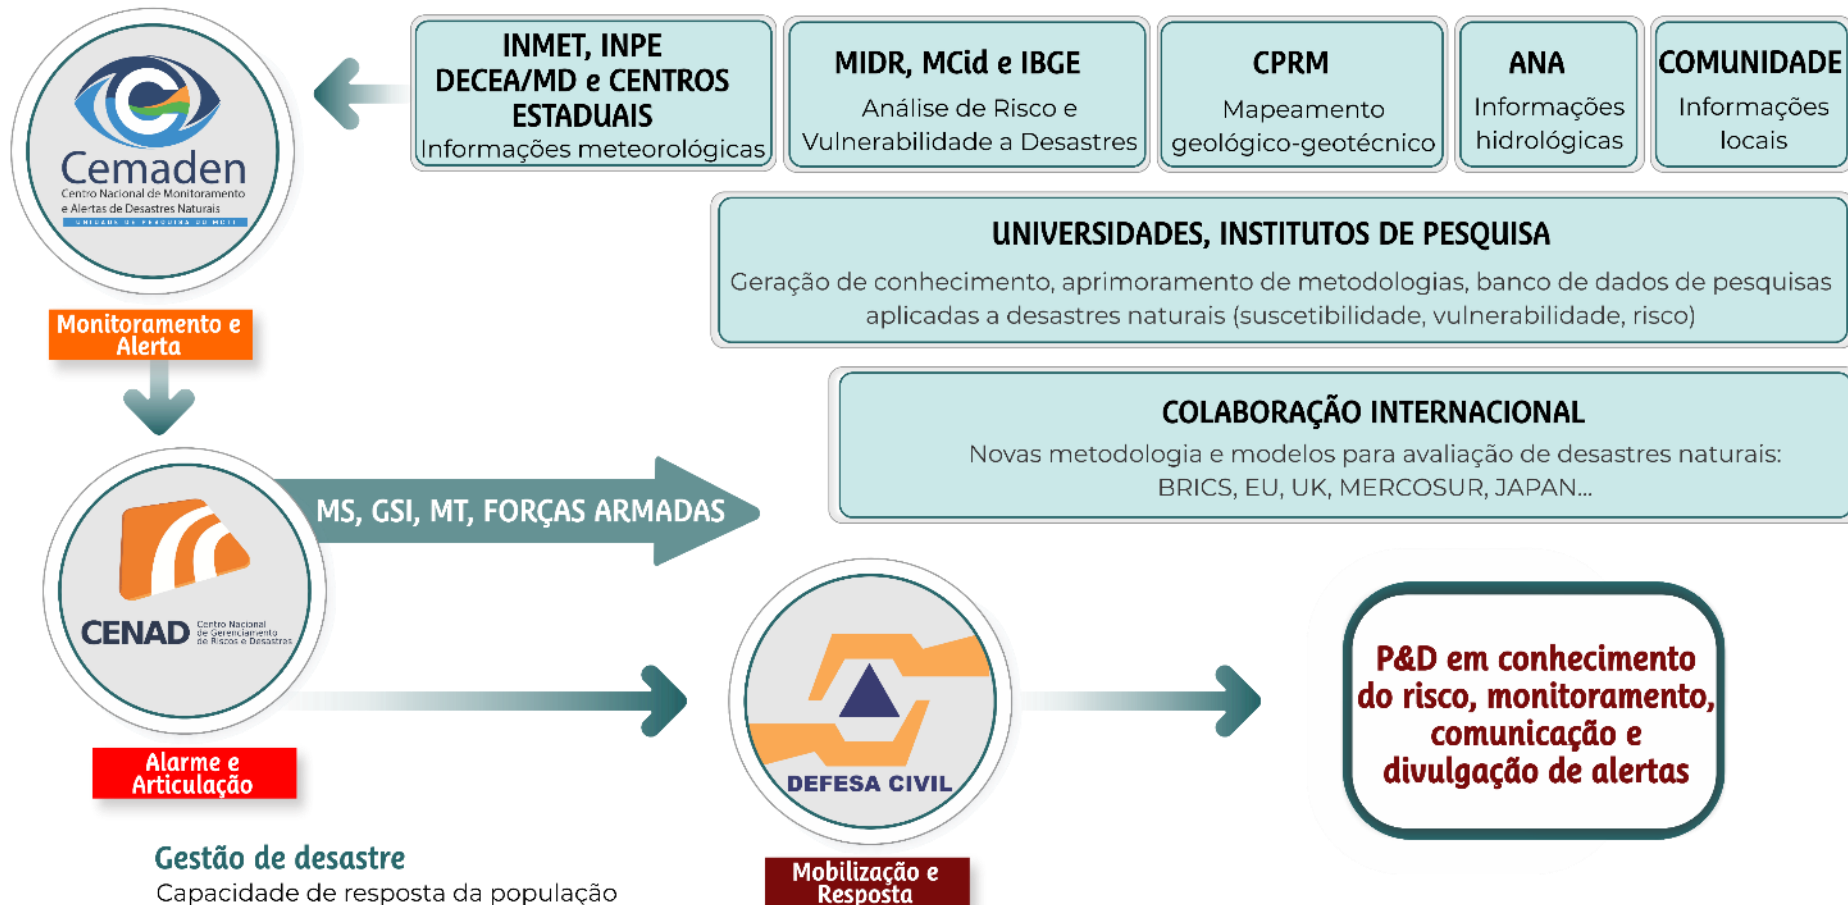 INMET, INPE
DECEA/MD e CENTROS
ESTADUAIS
Informações meteorológicas
MIDR, MCid e IBGE
Análise de Risco e
Vulnerabilidade a Desastres
CPRM
Mapeamento
geológico-geotécnico
ANA
Informações
hidrológicas
COMUNIDADE
Informações
locais
Cemaden
Centro Nacional de Monitoramento
e Alertas de Desastres Naturais
UNIDADE DE PESQUISA DO MCTI
Monitoramento e
Alerta
UNIVERSIDADES, INSTITUTOS DE PESQUISA
Geração de conhecimento, aprimoramento de metodologias, banco de dados de pesquisas
aplicadas a desastres naturais (suscetibilidade, vulnerabilidade, risco)
COLABORAÇÃO INTERNACIONAL
Novas metodologia e modelos para avaliação de desastres naturais:
BRICS, EU, UK, MERCOSUR, JAPAN...
MS, GSI, MT, FORÇAS ARMADAS
CENAD
Centro Nacional
de Gerenciamento
de Riscos e Desastres
Alarme e
Articulação
DEFESA CIVIL
Mobilização e
Resposta
P&D em conhecimento
do risco, monitoramento,
comunicação e
divulgação de alertas
Gestão de desastre
Capacidade de resposta da população